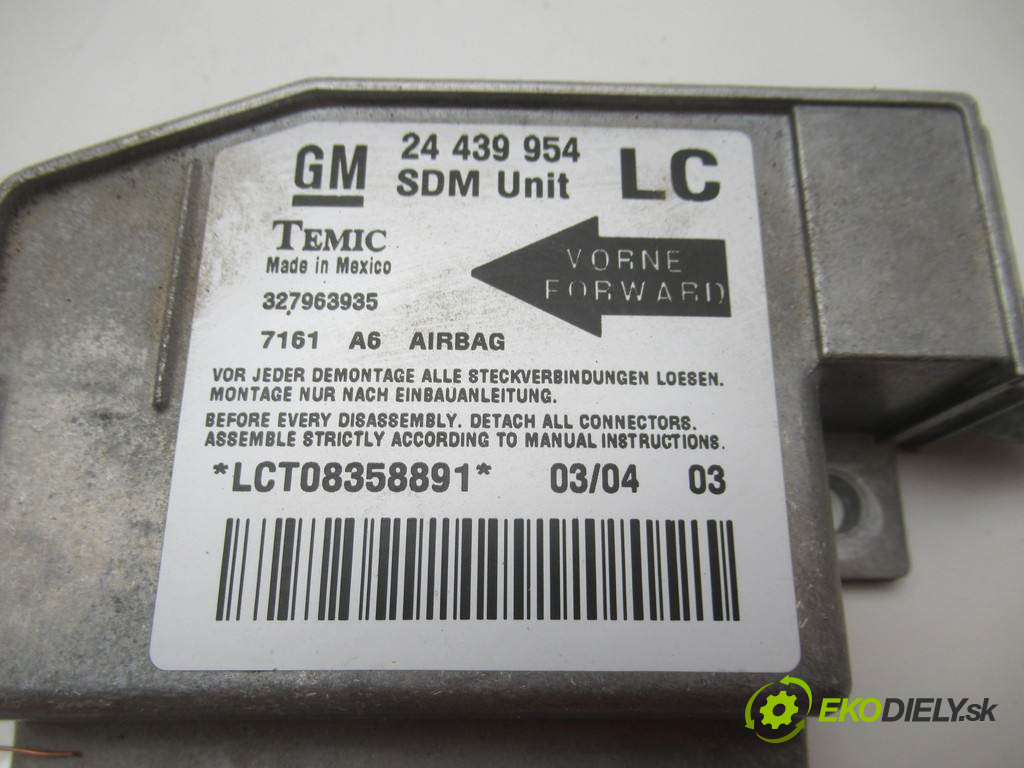 GM 24 439 954 LC
SDM Unit
TEMIC
Made in Mexico
VORNE
FORWARD
327963935
7161 A6 AIRBAG
VOR JEDER DEMONTAGE ALLE STECKVERBINDUNGEN LOESEN.
MONTAGE NUR NACH EINBAUANLEITUNG.
BEFORE EVERY DISASSEMBLY. DETACH ALL CONNECTORS.
ASSEMBLE STRICTLY ACCORDING TO MANUAL INSTRUCTIONS.
*LCT08358891* 03/04 03
EKODIELY.sk